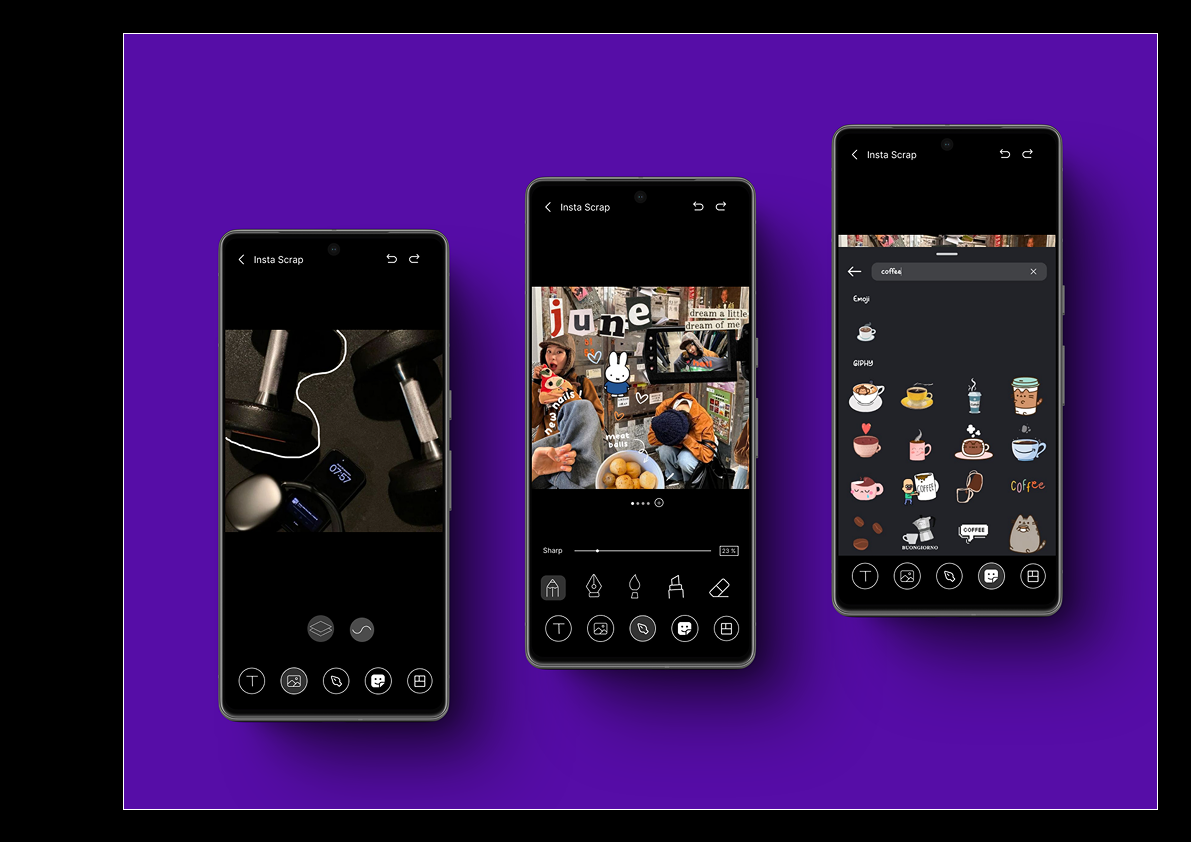 Insta Scrap
07:57
Insta Scrap
june
dream a little
dream of me
new nails!
meat
balls
Sharp
23 %
T
Insta Scrap
coffee
Emoji
GIPHY
COFFEE!
coffee
BUONGIORNO
COFFEE
T
T